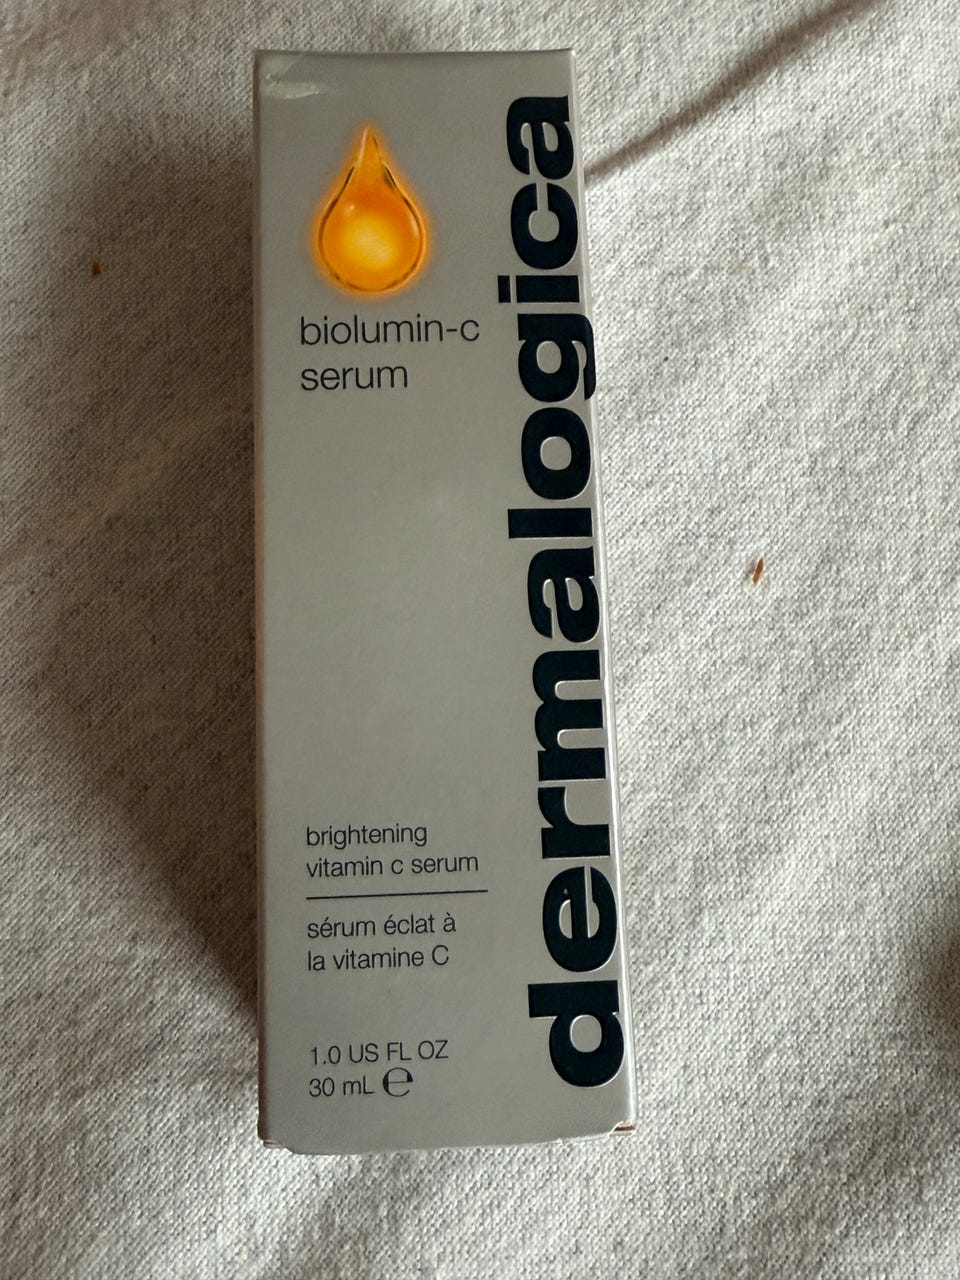 biolumin-c
serum
dermalogica
brightening
vitamin c serum
sérum éclat à
la vitamine C
1.0 US FL OZ
30 mL ℮